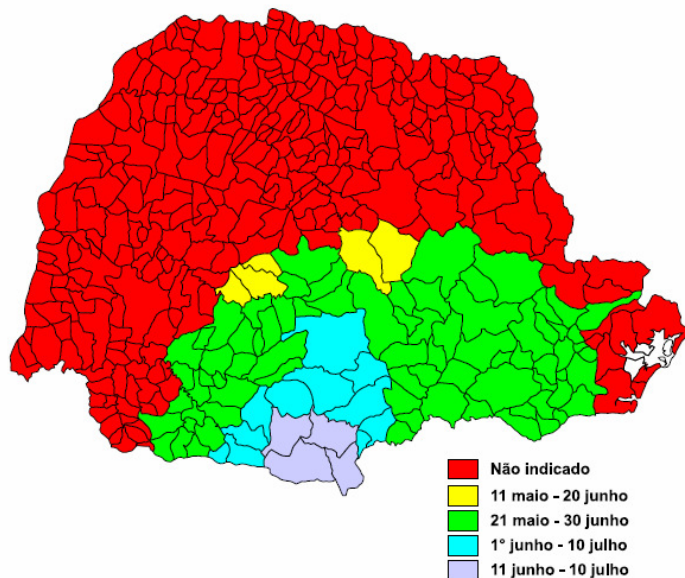 Não indicado
11 maio - 20 junho
21 maio - 30 junho
1° junho - 10 julho
11 junho - 10 julho